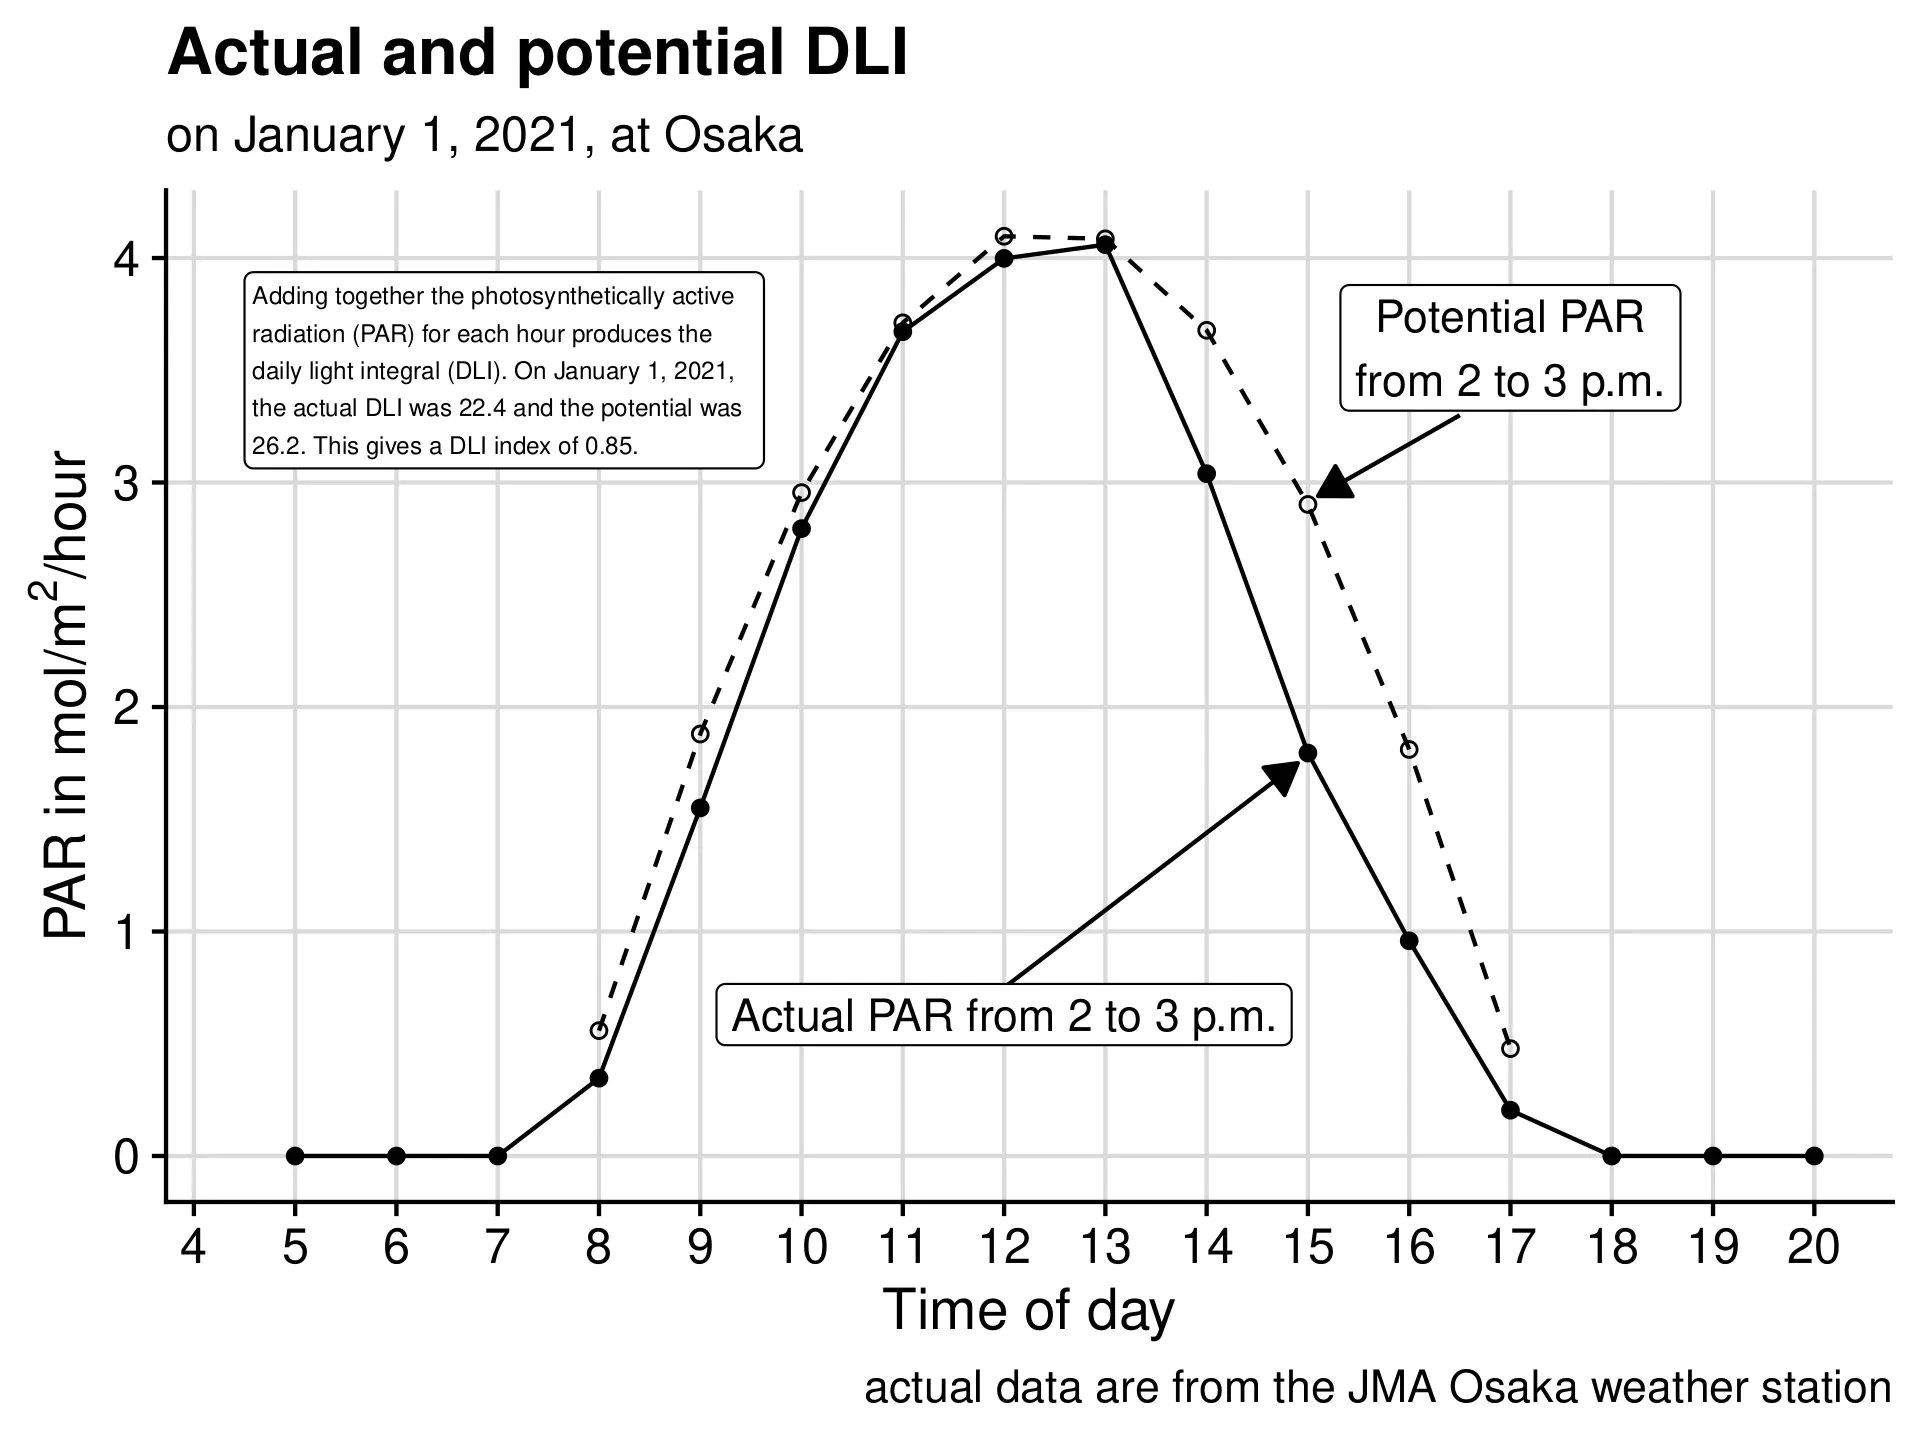 Actual and potential DLI
on January 1, 2021, at Osaka
PAR in mol/m²/hour
4
3
2
1
0
Adding together the photosynthetically active
radiation (PAR) for each hour produces the
daily light integral (DLI). On January 1, 2021,
the actual DLI was 22.4 and the potential was
26.2. This gives a DLI index of 0.85.
Potential PAR
from 2 to 3 p.m.
Actual PAR from 2 to 3 p.m.
4 5 6 7 8 9 10 11 12 13 14 15 16 17 18 19 20
Time of day
actual data are from the JMA Osaka weather station